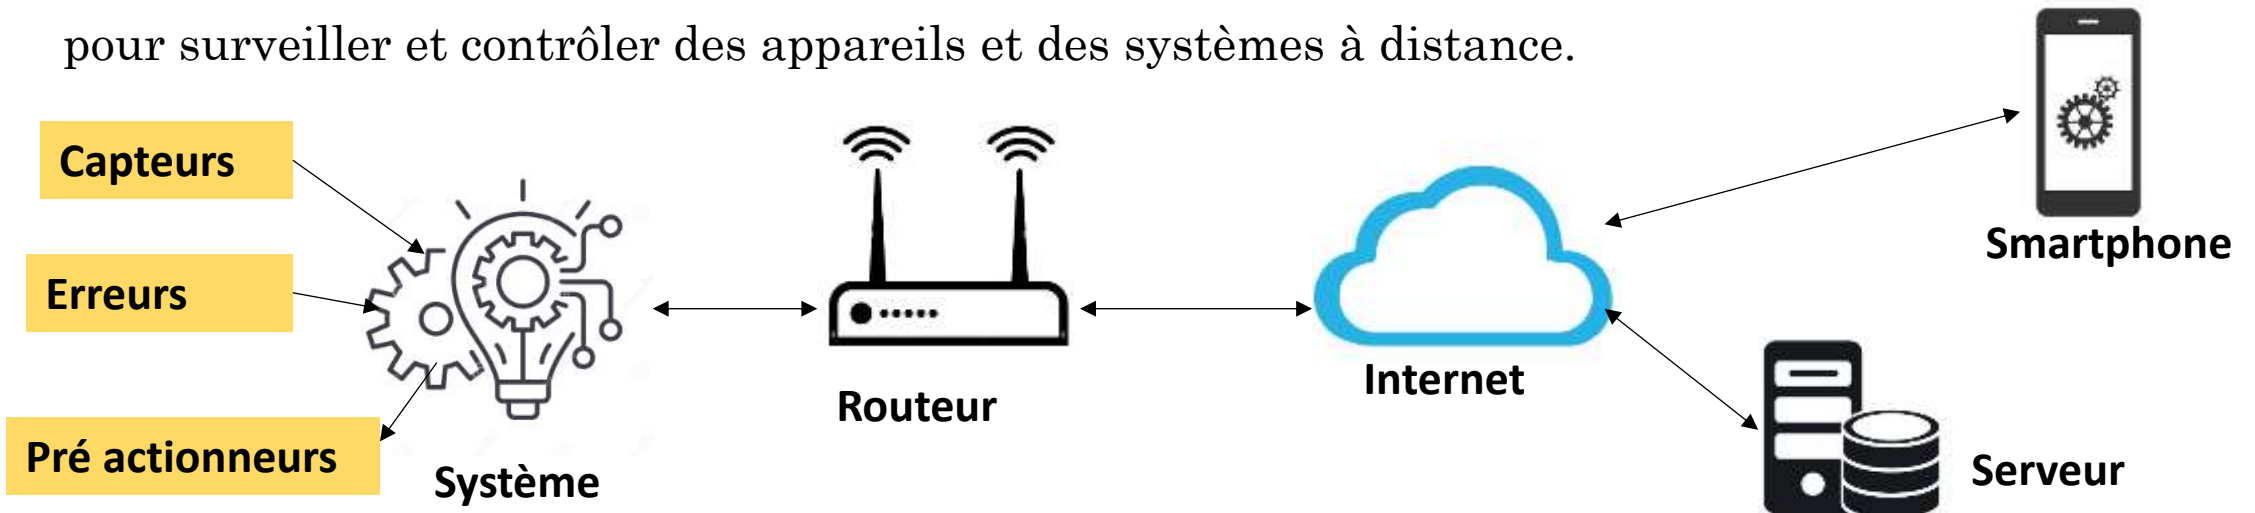 pour surveiller et contrôler des appareils et des systèmes à distance.
Capteurs
Erreurs
Pré actionneurs
Système
Routeur
Internet
Smartphone
Serveur